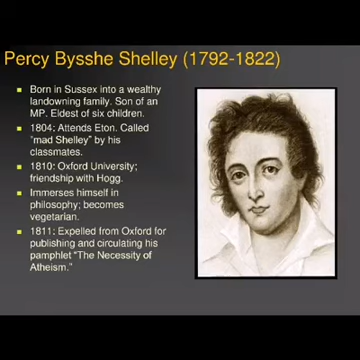 Percy Bysshe Shelley (1792-1822)
Born in Sussex into a wealthy
landowning family. Son of an
MP. Eldest of six children.
1804: Attends Eton. Called
"mad Shelley" by his
classmates.
1810: Oxford University;
friendship with Hogg.
Immerses himself in
philosophy; becomes
vegetarian.
1811: Expelled from Oxford for
publishing and circulating his
pamphlet "The Necessity of
Atheism."